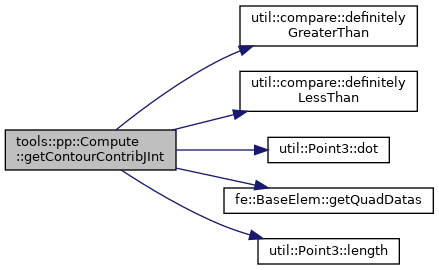 util::compare::definitely
GreaterThan
util::compare::definitely
LessThan
tools::pp::Compute
::getContourContribJInt
util::Point3::dot
fe::BaseElem::getQuadDatas
util::Point3::length